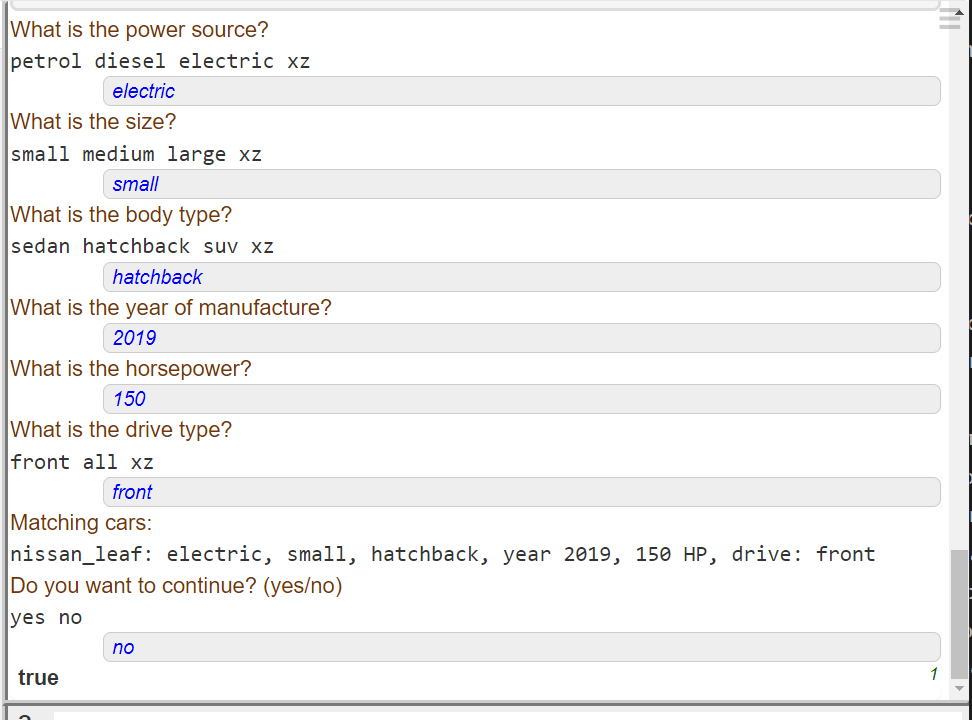 What is the power source?
petrol diesel electric xz
electric
What is the size?
small medium large xz
small
What is the body type?
sedan hatchback suv xz
hatchback
What is the year of manufacture?
2019
What is the horsepower?
150
What is the drive type?
front all xz
front
Matching cars:
nissan_leaf: electric, small, hatchback, year 2019, 150 HP, drive: front
Do you want to continue? (yes/no)
yes no
no
true 1